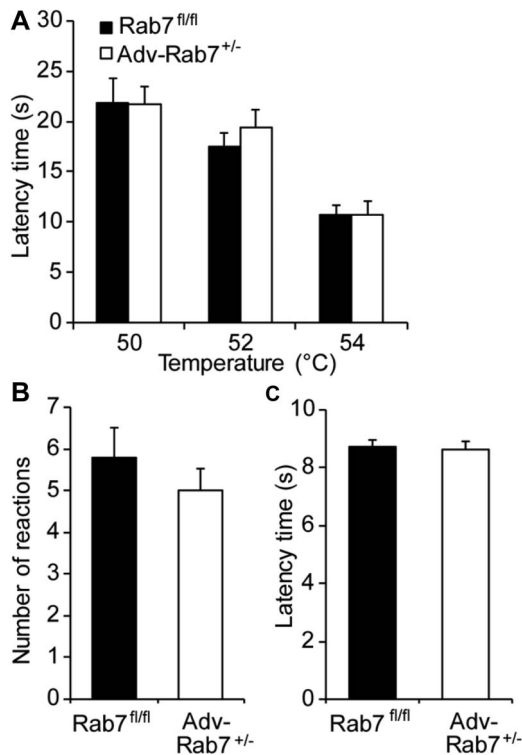 A
Rab7fl/fl
Adv-Rab7+/-
Latency time (s)
30
25
20
15
10
5
0
50 52 54
Temperature (°C)
B
Number of reactions
7
6
5
4
3
2
1
0
Rab7fl/fl Adv-
Rab7+/-
C
Latency time (s)
10
8
6
4
2
0
Rab7fl/fl Adv-
Rab7+/-